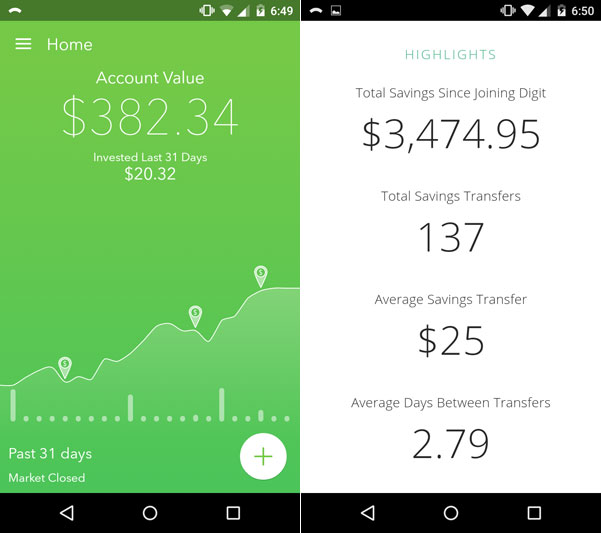 6:49
Home
Account Value
$382.34
Invested Last 31 Days
$20.32
$
$
$
Past 31 days
Market Closed
6:50
HIGHLIGHTS
Total Savings Since Joining Digit
$3,474.95
Total Savings Transfers
137
Average Savings Transfer
$25
Average Days Between Transfers
2.79